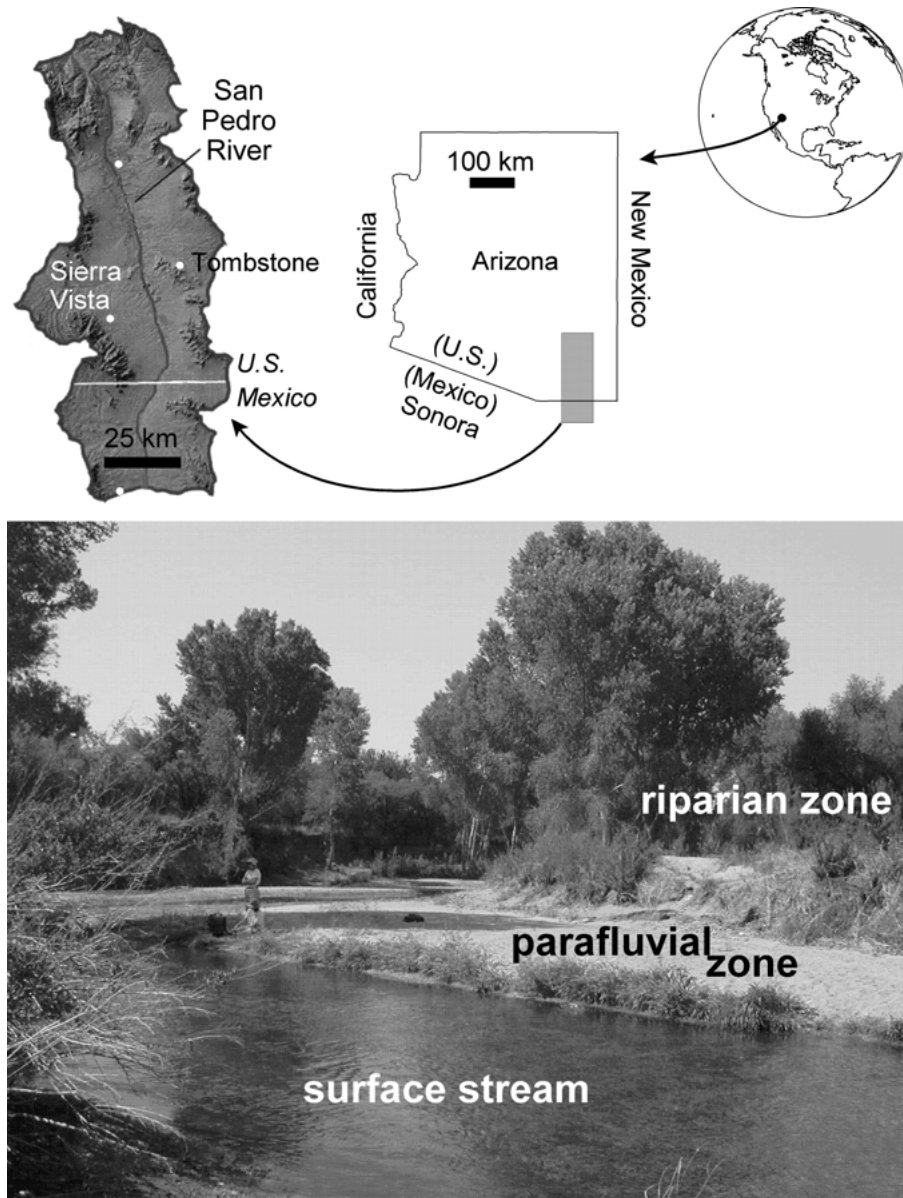 San
Pedro
River
Tombstone
Sierra
Vista
U.S.
Mexico
25 km
100 km
California
Arizona
New Mexico
(U.S.)
(Mexico)
Sonora
riparian zone
parafluvial
zone
surface stream